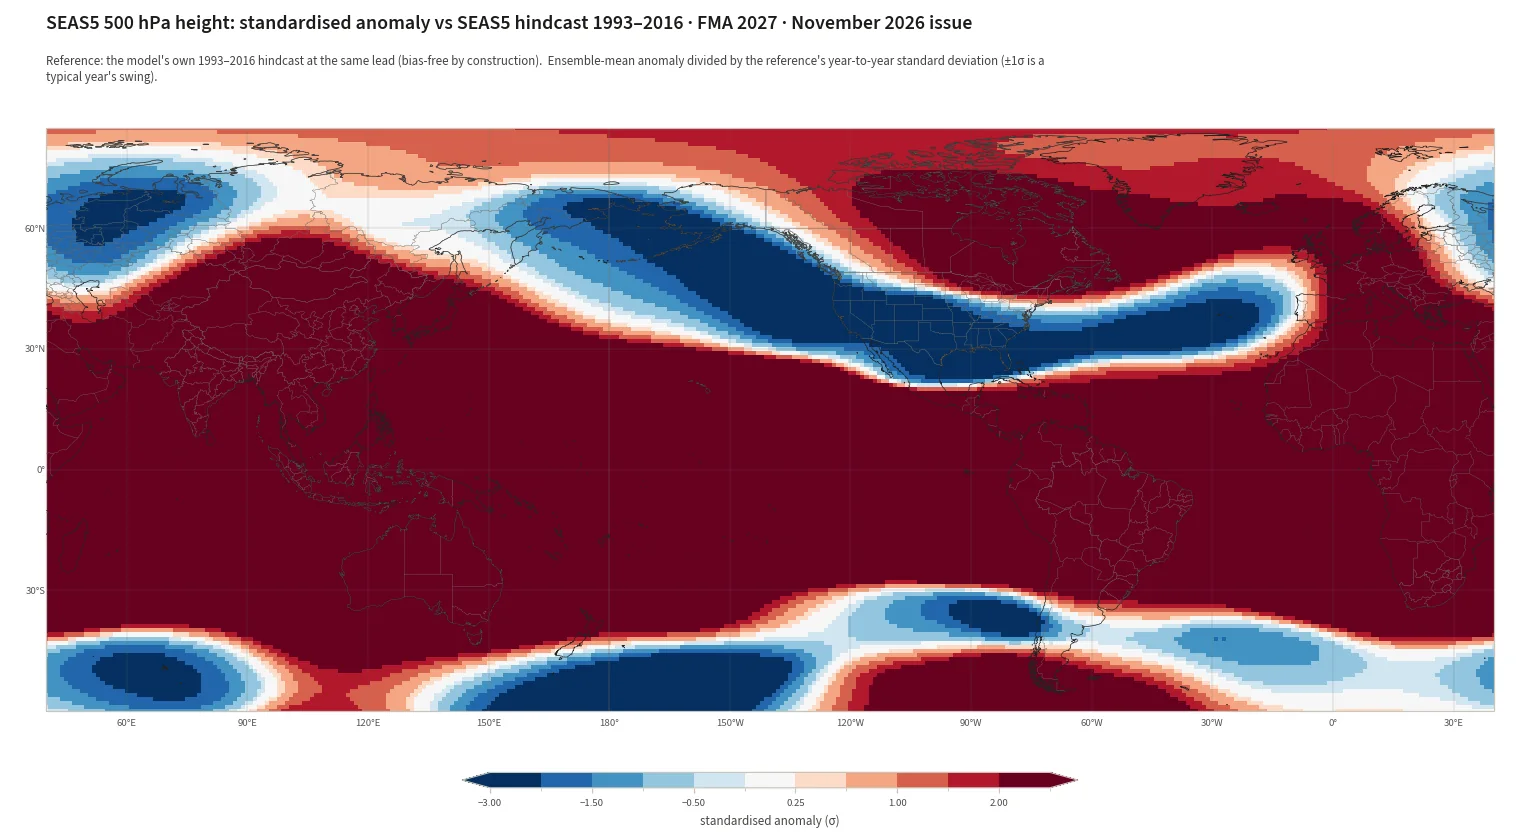 SEAS5 500 hPa height: standardised anomaly vs SEAS5 hindcast 1993–2016 · FMA 2027 · November 2026 issue
Reference: the model's own 1993–2016 hindcast at the same lead (bias-free by construction).  Ensemble-mean anomaly divided by the reference's year-to-year standard deviation (±1σ is a
typical year's swing).
60°N
30°N
0°
30°S
60°E 90°E 120°E 150°E 180° 150°W 120°W 90°W 60°W 30°W 0° 30°E
−3.00 −1.50 −0.50 0.25 1.00 2.00
standardised anomaly (σ)